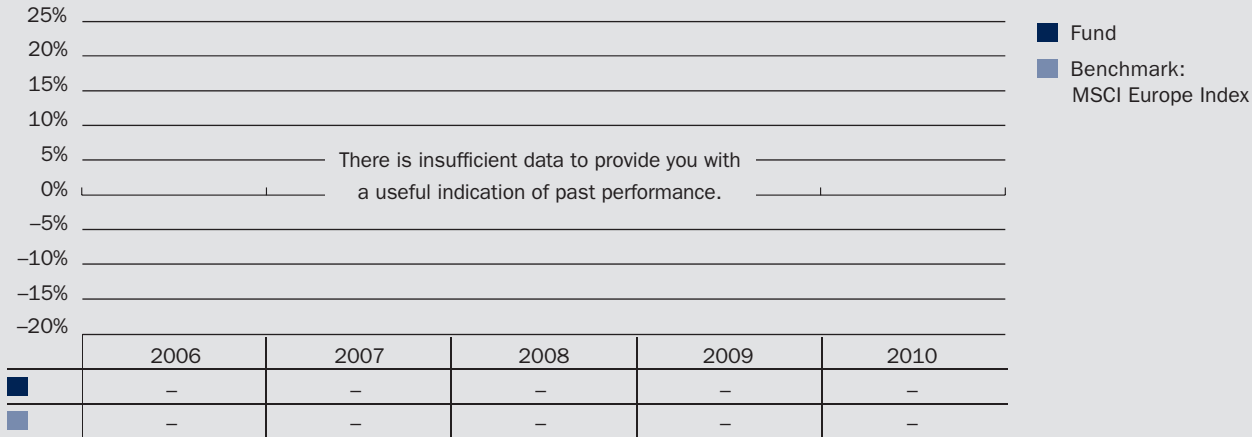 25%
20%
15%
10%
5%
0%
–5%
–10%
–15%
–20%
There is insufficient data to provide you with
a useful indication of past performance.
Fund
Benchmark:
MSCI Europe Index
2006 2007 2008 2009 2010
– – – – –
– – – – –